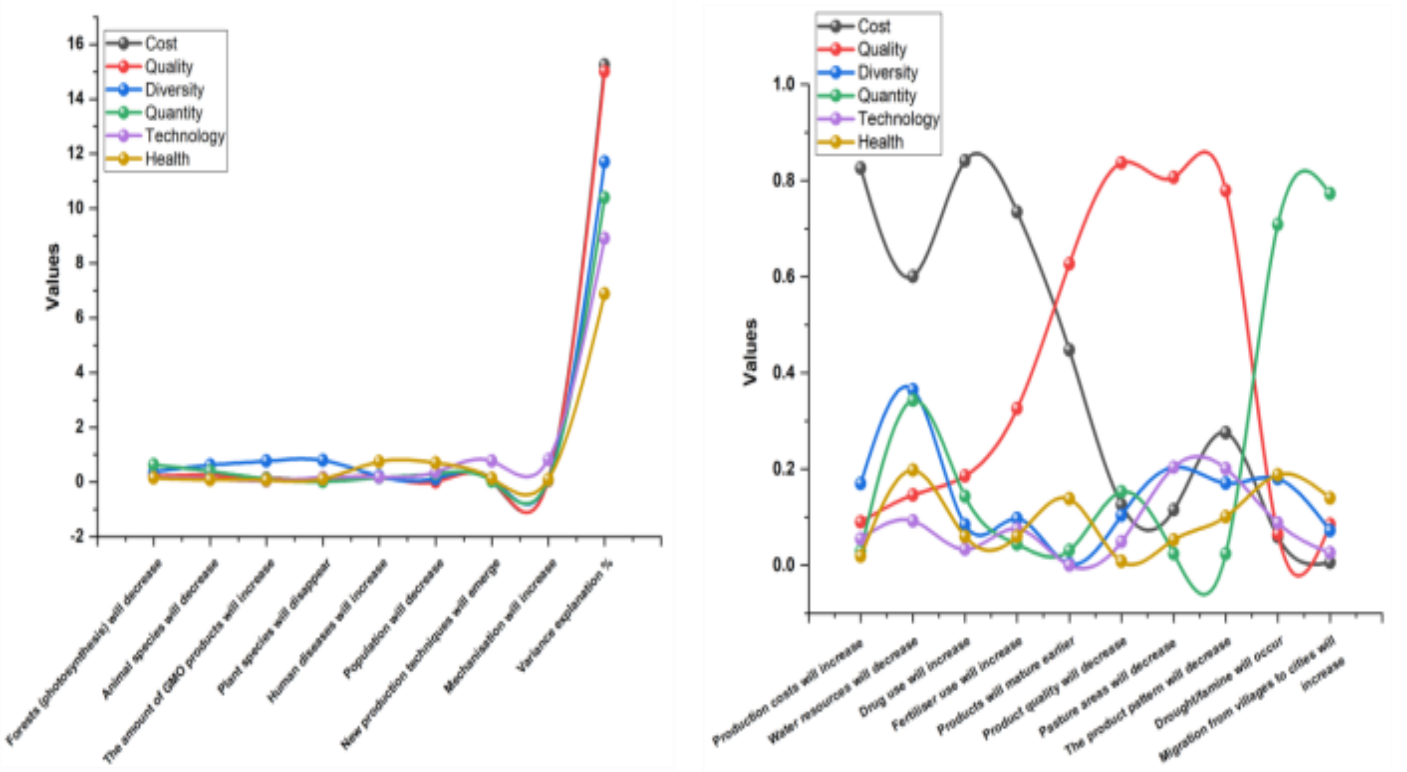 16
14
12
10
8
6
4
2
0
-2
Values
Cost
Quality
Diversity
Quantity
Technology
Health
Forests (photosynthesis) will decrease
Animal species will decrease
The amount of GMO products will increase
Plant species will disappear
Human diseases will increase
Population will decrease
New production techniques will emerge
Mechanisation will increase
Variance explanation %
Cost
Quality
Diversity
Quantity
Technology
Health
1.0
0.8
0.6
0.4
0.2
0.0
Values
Production costs will increase
Water resources will decrease
Drug use will increase
Fertiliser use will increase
Products will mature earlier
Product quality will decrease
Pasture areas will decrease
The product pattern will decrease
Drought/famine will occur
Migration from villages to cities will
increase